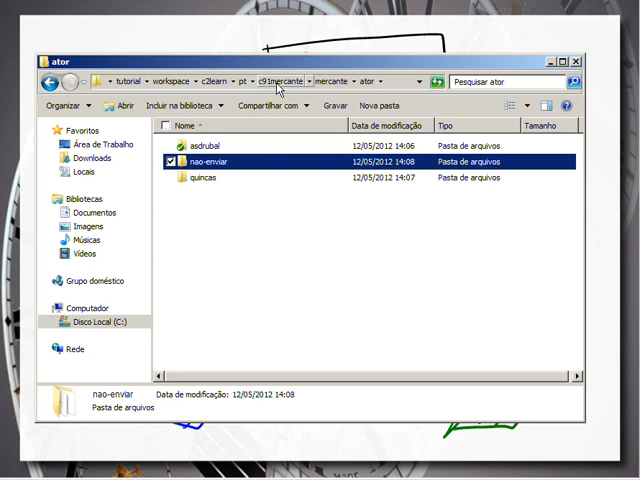 ator
tutorial workspace c2learn pt c91mercante mercante ator Pesquisar ator
Organizar Abrir Incluir na biblioteca Compartilhar com Gravar Nova pasta
Nome Data de modificação Tipo Tamanho
Favoritos
Área de Trabalho
Downloads
Locais
Bibliotecas
Documentos
Imagens
Músicas
Vídeos
Grupo doméstico
Computador
Disco Local (C:)
Rede
asdrubal 12/05/2012 14:06 Pasta de arquivos
nao-enviar 12/05/2012 14:08 Pasta de arquivos
quincas 12/05/2012 14:07 Pasta de arquivos
nao-enviar Data de modificação: 12/05/2012 14:08
Pasta de arquivos